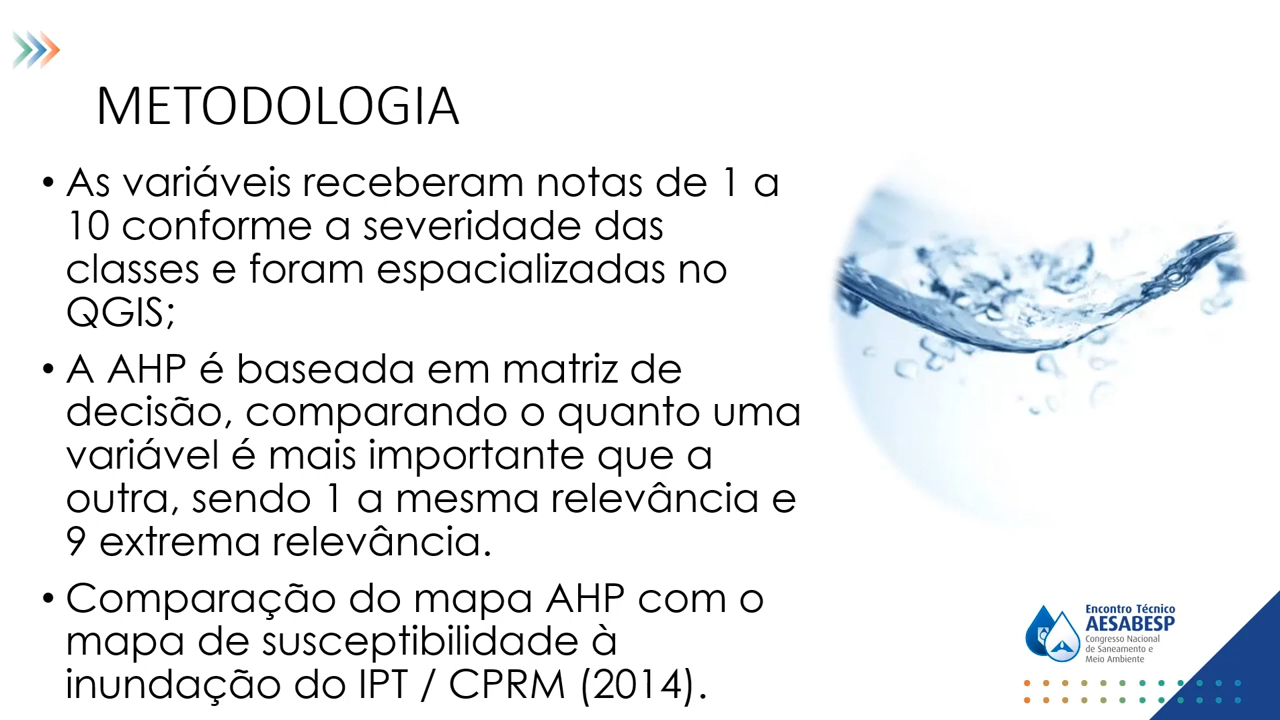 METODOLOGIA
• As variáveis receberam notas de 1 a
10 conforme a severidade das
classes e foram espacializadas no
QGIS;
• A AHP é baseada em matriz de
decisão, comparando o quanto uma
variável é mais importante que a
outra, sendo 1 a mesma relevância e
9 extrema relevância.
• Comparação do mapa AHP com o
mapa de susceptibilidade à
inundação do IPT / CPRM (2014).
Encontro Técnico
AESABESP
Congresso Nacional
de Saneamento e
Meio Ambiente